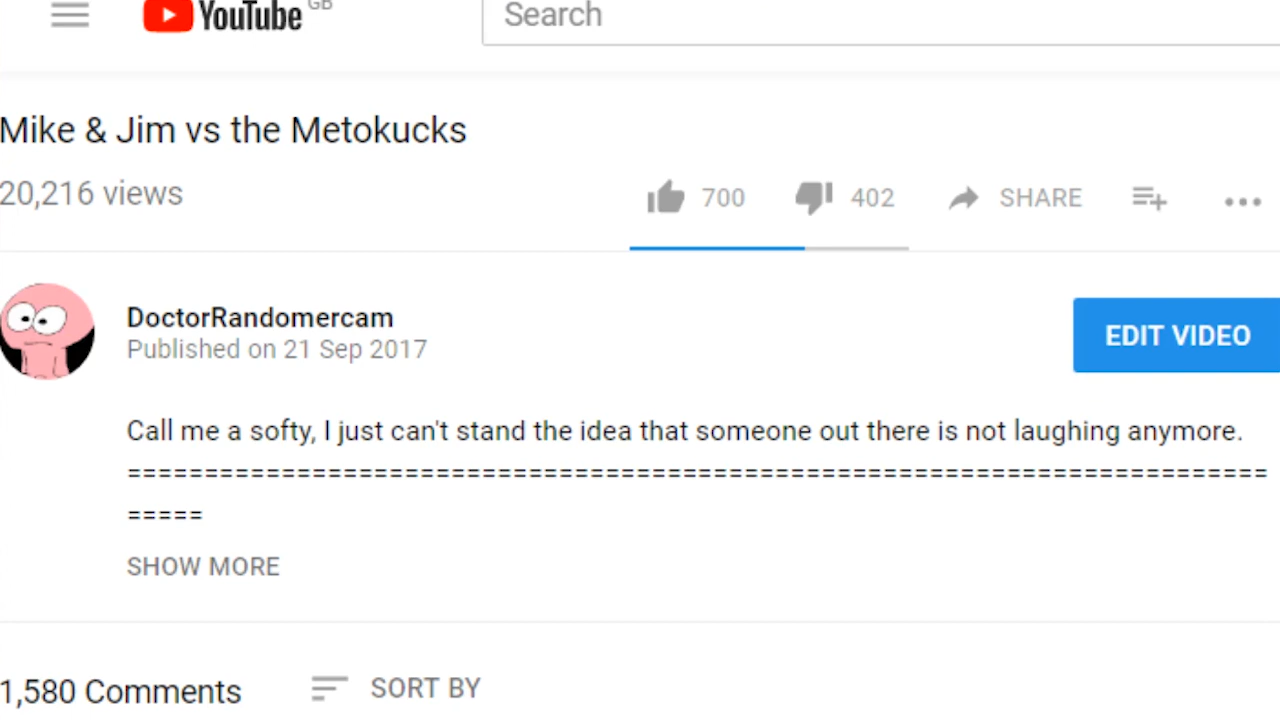 YouTube GB
Search
Mike & Jim vs the Metokucks
20,216 views
700
402
SHARE
DoctorRandomercam
Published on 21 Sep 2017
EDIT VIDEO
Call me a softy, I just can't stand the idea that someone out there is not laughing anymore.
==========================================================================
=====
SHOW MORE
1,580 Comments
SORT BY